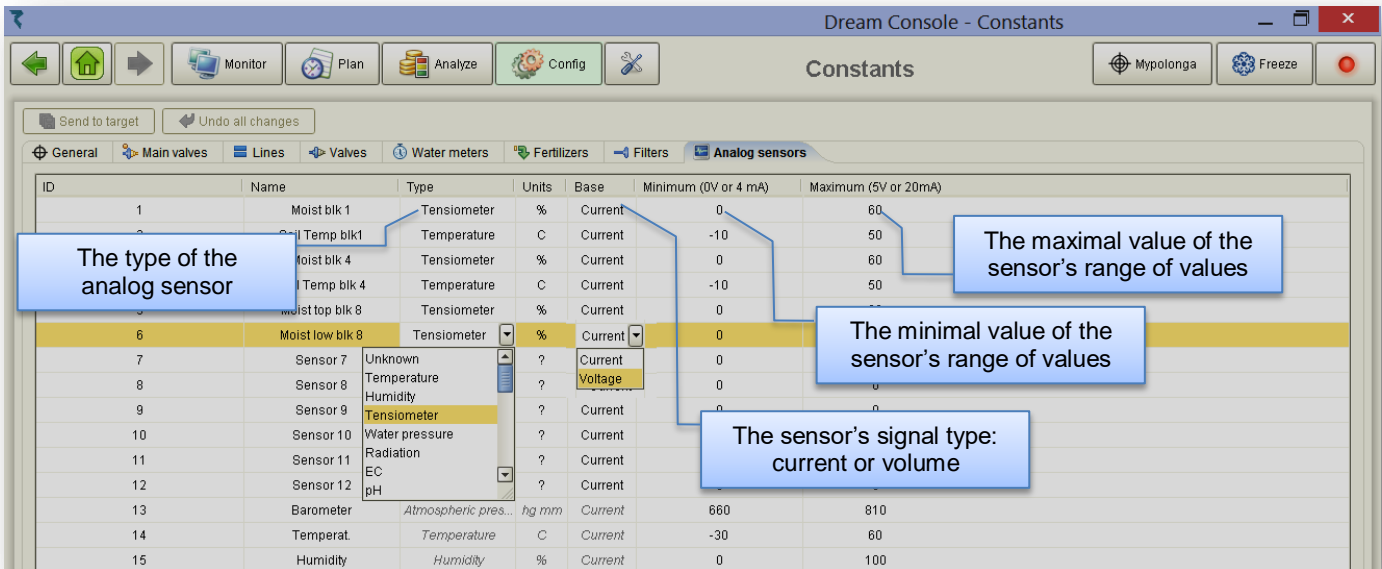 Dream Console - Constants
Monitor Plan Analyze Config Constants Mypolonga Freeze
Send to target Undo all changes
General Main valves Lines Valves Water meters Fertilizers Filters Analog sensors
ID Name Type Units Base Minimum (0V or 4 mA) Maximum (5V or 20mA)
1 Moist blk 1 Tensiometer % Current 0 60
Temp blk1 Temperature C Current -10 50
Moist blk 4 Tensiometer % Current 0 60
Temp blk 4 Temperature C Current -10 50
Moist top blk 8 Tensiometer % Current 0
6 Moist low blk 8 Tensiometer % Current 0
7 Sensor 7 ? 0
8 Sensor 8 ? 0 0
9 Sensor 9 ? Current 0 0
10 Sensor 10 ? Current
11 Sensor 11 ? Current
12 Sensor 12 ? Current
13 Barometer Atmospheric pres... hg mm Current 660 810
14 Temperat. Temperature C Current -30 60
15 Humidity Humidity % Current 0 100
Unknown
Temperature
Humidity
Tensiometer
Water pressure
Radiation
EC
pH
Current
Voltage
The type of the
analog sensor
The maximal value of the
sensor’s range of values
The minimal value of the
sensor’s range of values
The sensor’s signal type:
current or volume